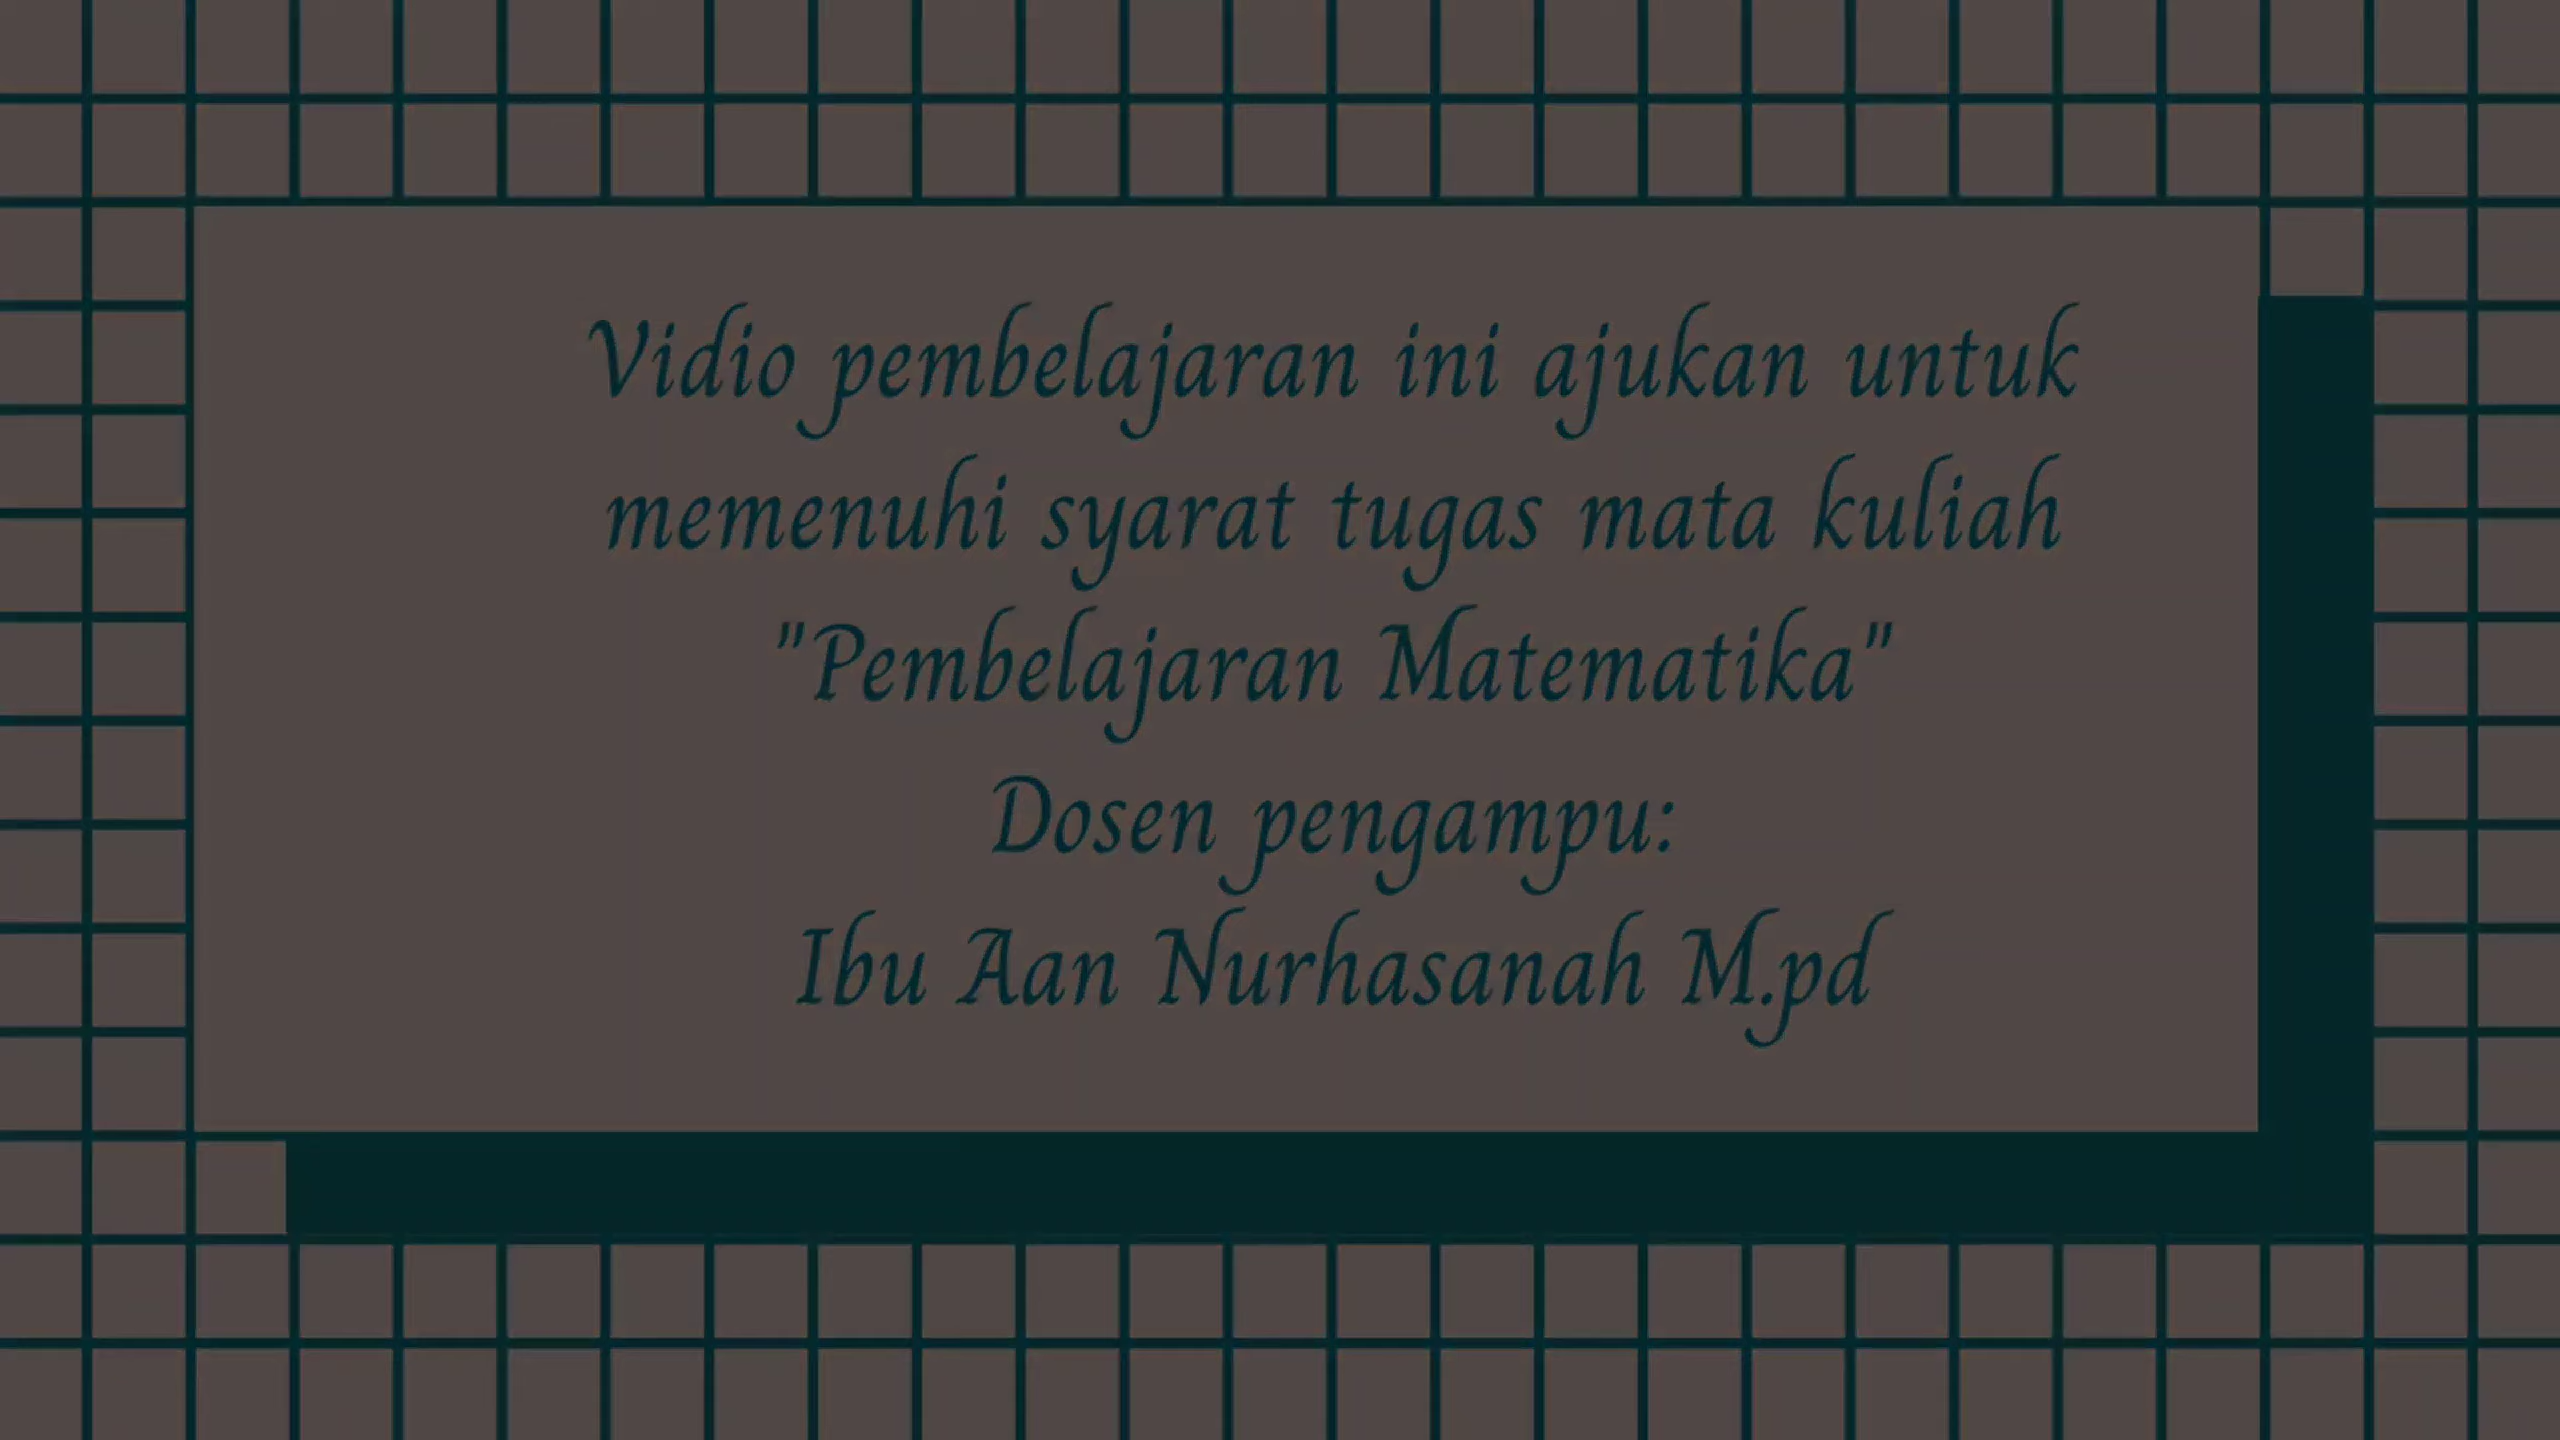 Vidio pembelajaran ini ajukan untuk
memenuhi syarat tugas mata kuliah
"Pembelajaran Matematika"
Dosen pengampu:
Ibu Aan Nurhasanah M.pd